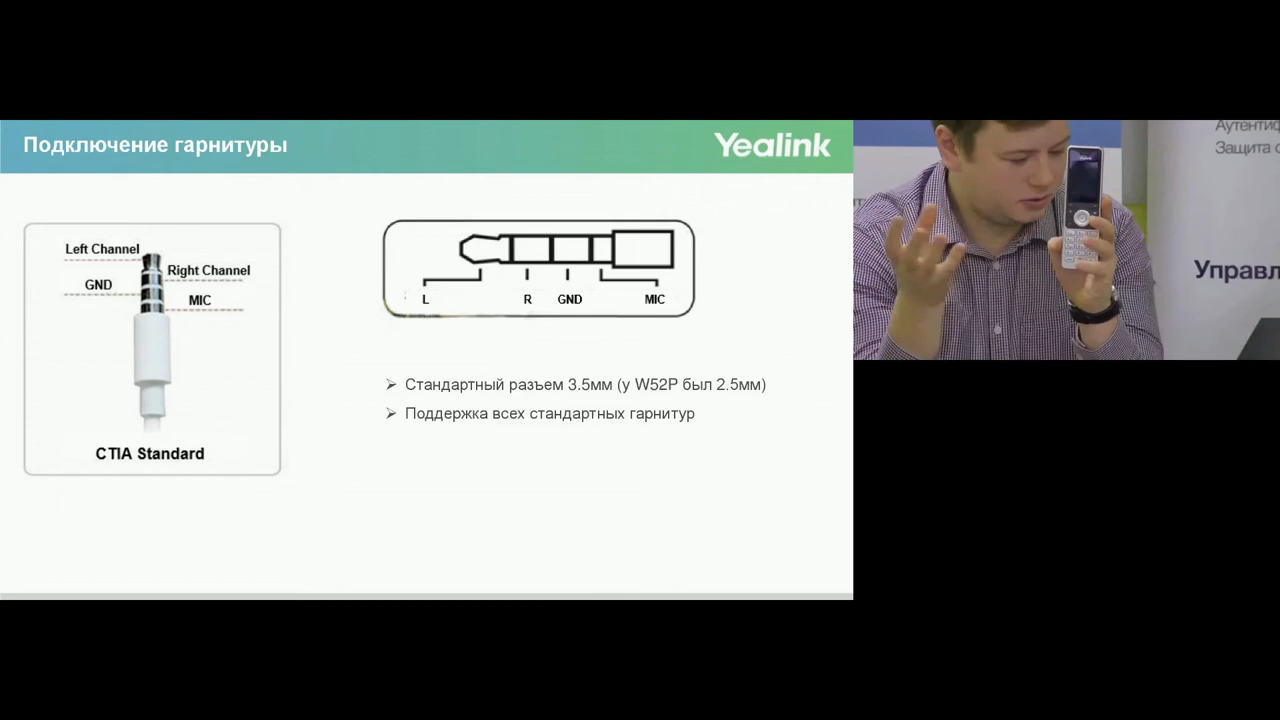 Подключение гарнитуры
Yealink
Left Channel
Right Channel
GND
MIC
CTIA Standard
L R GND MIC
Стандартный разъем 3.5мм (у W52P был 2.5мм)
Поддержка всех стандартных гарнитур
Защита